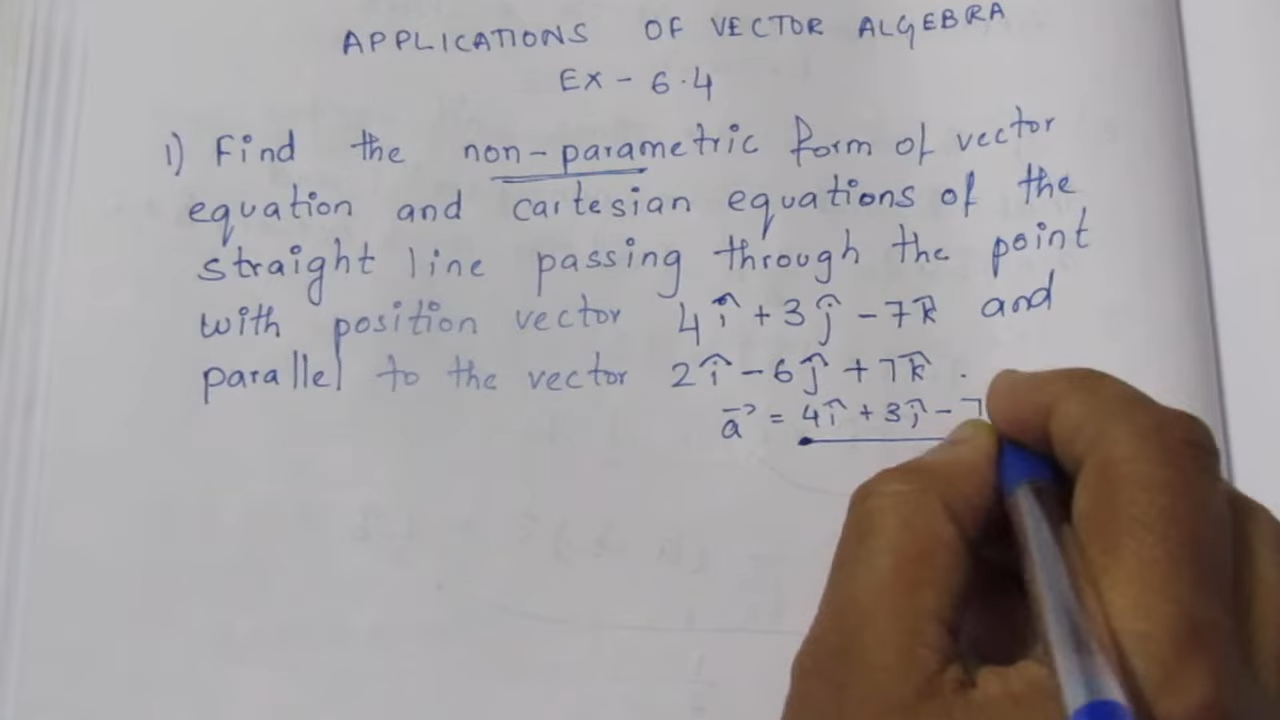 APPLICATIONS OF VECTOR ALGEBRA
EX - 6.4
1) Find the non-parametric form of vector
equation and cartesian equations of the
straight line passing through the point
with position vector 4î + 3ĵ - 7k̂ and
parallel to the vector 2î - 6ĵ + 7k̂ .
a⃗ = 4î + 3ĵ - 7